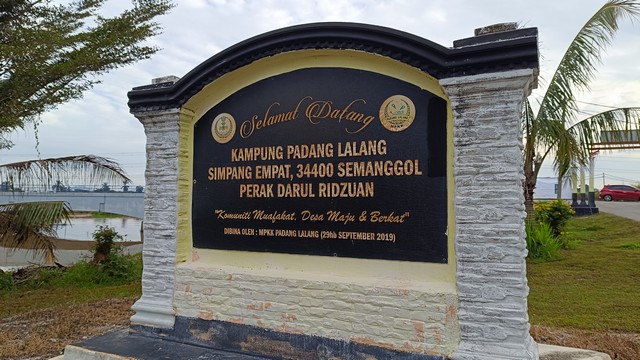 Selamat Datang
KAMPUNG PADANG LALANG
SIMPANG EMPAT, 34400 SEMANGGOL
PERAK DARUL RIDZUAN
"Komuniti Muafakat, Desa Maju & Berkat"
DIBINA OLEH : MPKK PADANG LALANG (29hb SEPTEMBER 2019)